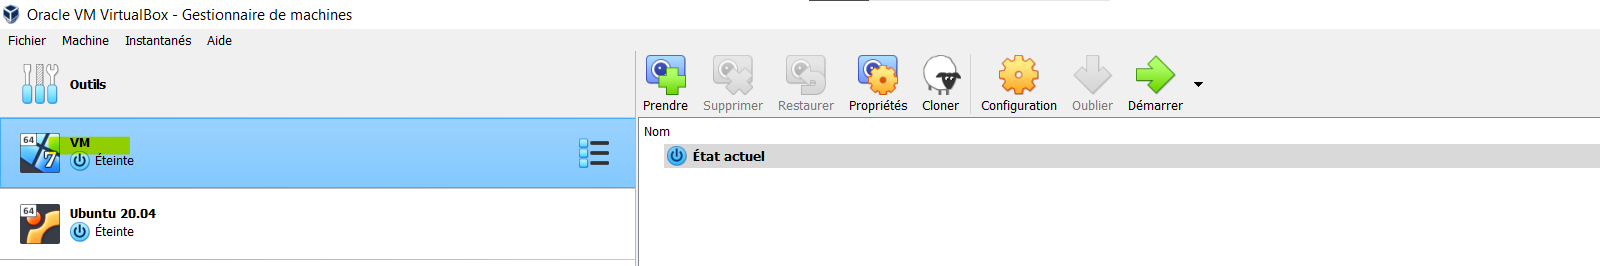 Oracle VM VirtualBox - Gestionnaire de machines
Fichier Machine Instantanés Aide
Outils
Prendre Supprimer Restaurer Propriétés Cloner Configuration Oublier Démarrer
64
7
VM
Éteinte
Nom
État actuel
64
Ubuntu 20.04
Éteinte